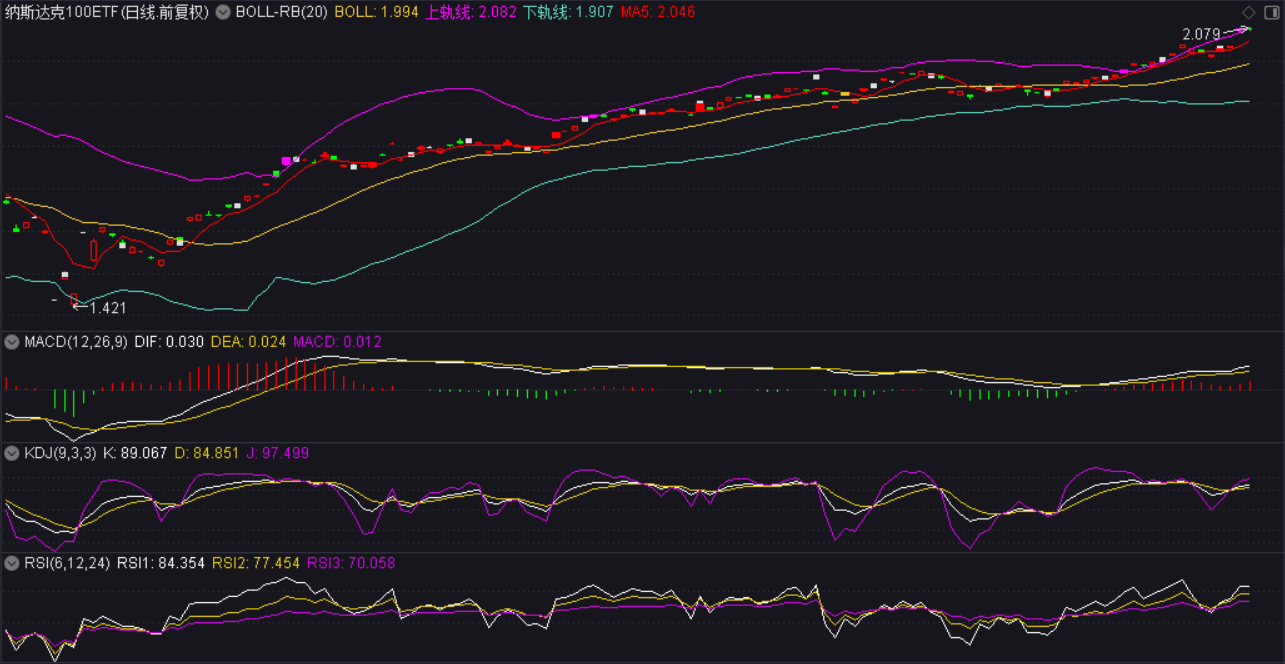 纳斯达克100ETF(日线.前复权) BOLL-RB(20) BOLL: 1.994 上轨线: 2.082 下轨线: 1.907 MA5: 2.046
2.079
1.421
MACD(12,26,9) DIF: 0.030 DEA: 0.024 MACD: 0.012
KDJ(9,3,3) K: 89.067 D: 84.851 J: 97.499
RSI(6,12,24) RSI1: 84.354 RSI2: 77.454 RSI3: 70.058